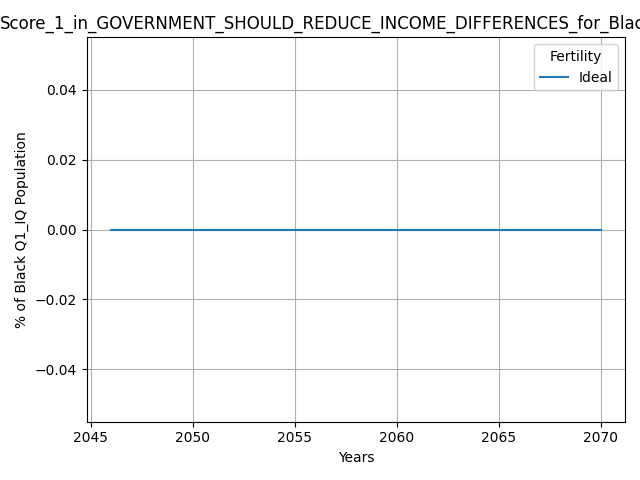 Score_1_in_GOVERNMENT_SHOULD_REDUCE_INCOME_DIFFERENCES_for_Blac
Fertility
Ideal
0.04
0.02
0.00
−0.02
−0.04
% of Black Q1_IQ Population
2045 2050 2055 2060 2065 2070
Years